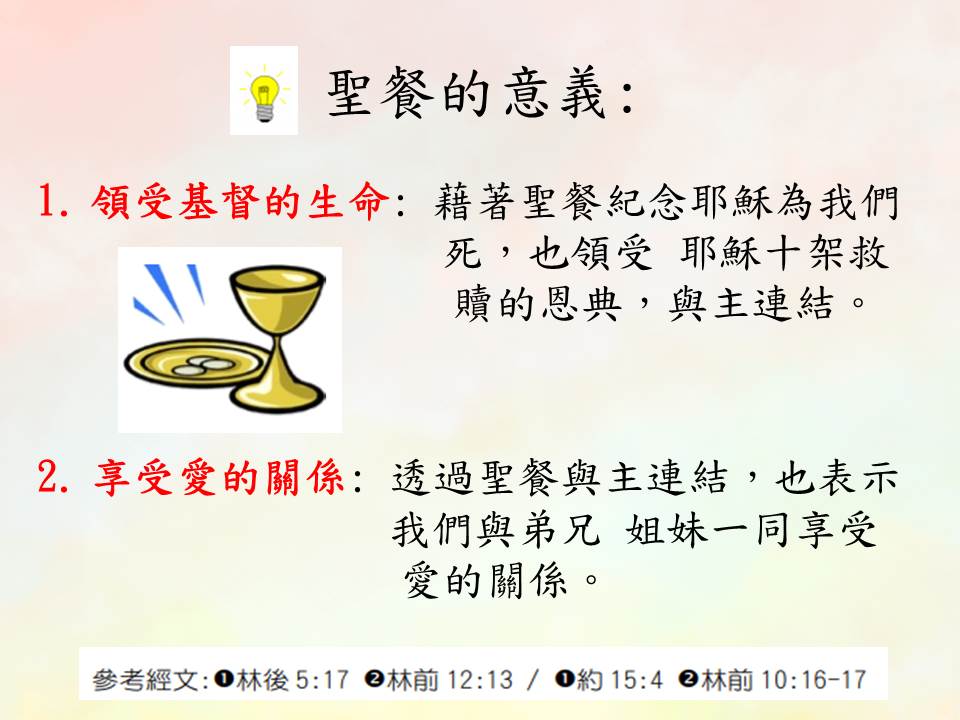 聖餐的意義:
1. 領受基督的生命: 藉著聖餐紀念耶穌為我們
死，也領受 耶穌十架救
贖的恩典，與主連結。
2. 享受愛的關係: 透過聖餐與主連結，也表示
我們與弟兄 姐妹一同享受
愛的關係。
參考經文:❶林後 5:17 ❷林前 12:13 / ❶約 15:4 ❷林前 10:16-17